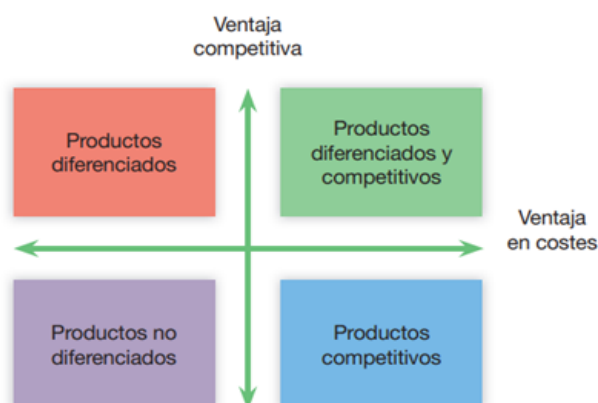 Ventaja
competitiva
Productos
diferenciados
Productos
diferenciados y
competitivos
Ventaja
en costes
Productos no
diferenciados
Productos
competitivos